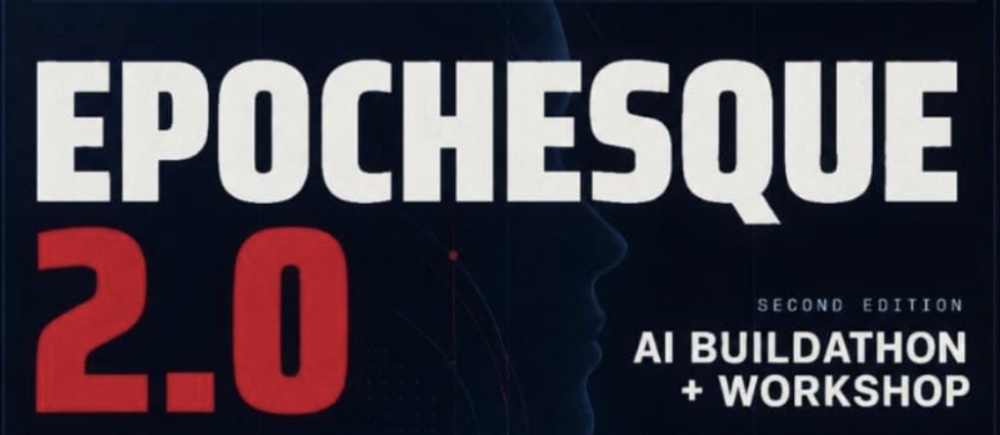 EPOCHESQUE
2.0
SECOND EDITION
AI BUILDATHON
+ WORKSHOP